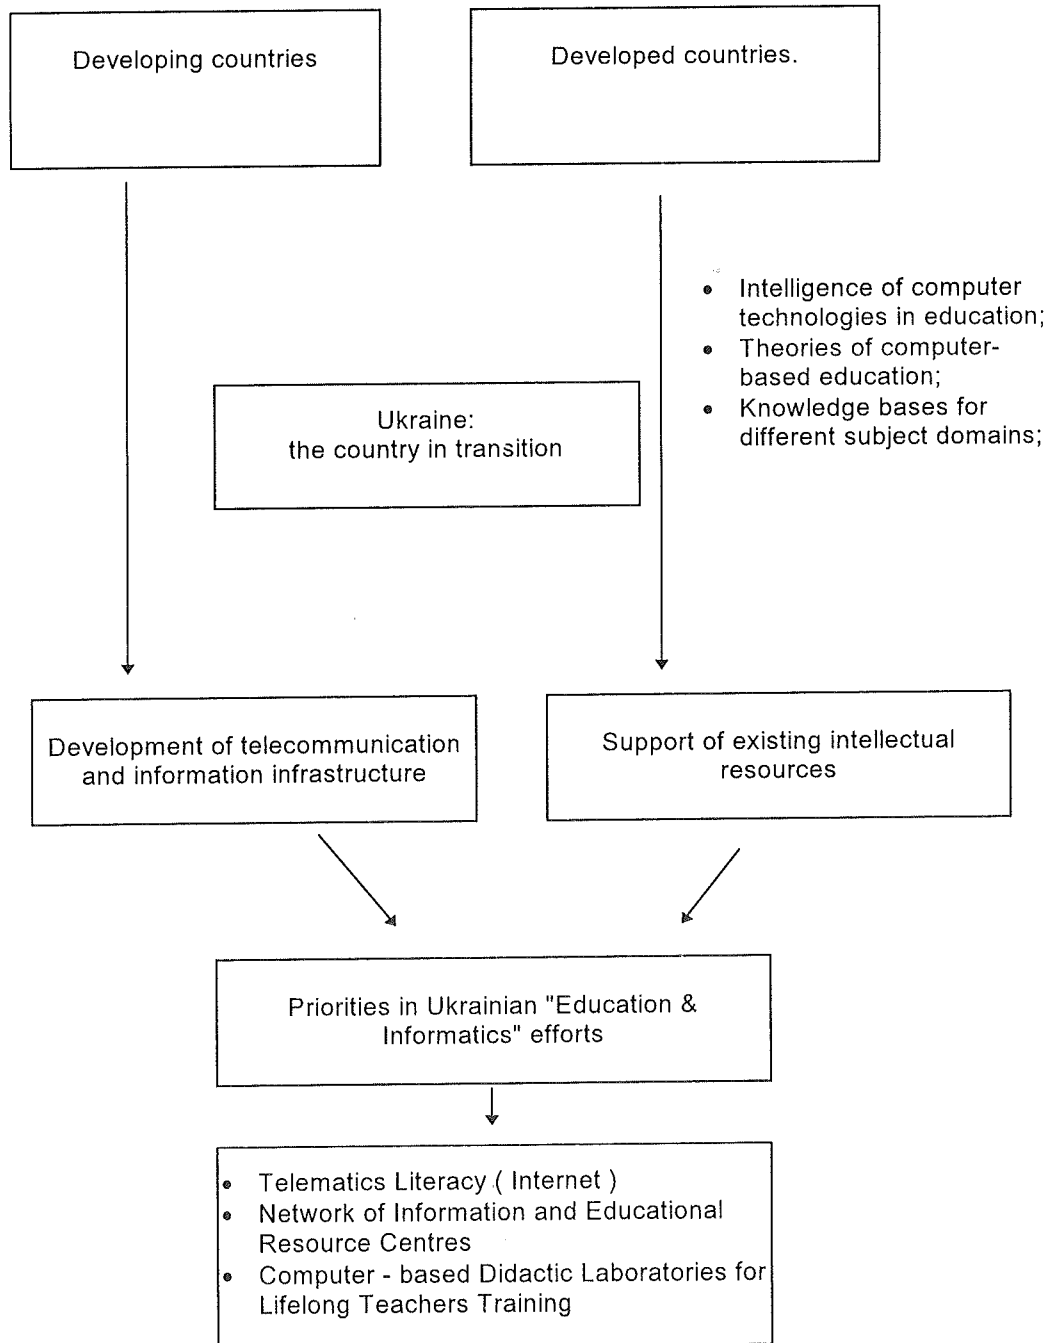 Developing countries
Developed countries.
• Intelligence of computer
technologies in education;
• Theories of computer-
based education;
• Knowledge bases for
different subject domains;
Ukraine:
the country in transition
Development of telecommunication
and information infrastructure
Support of existing intellectual
resources
Priorities in Ukrainian "Education &
Informatics" efforts
• Telematics Literacy ( Internet )
• Network of Information and Educational
Resource Centres
• Computer - based Didactic Laboratories for
Lifelong Teachers Training